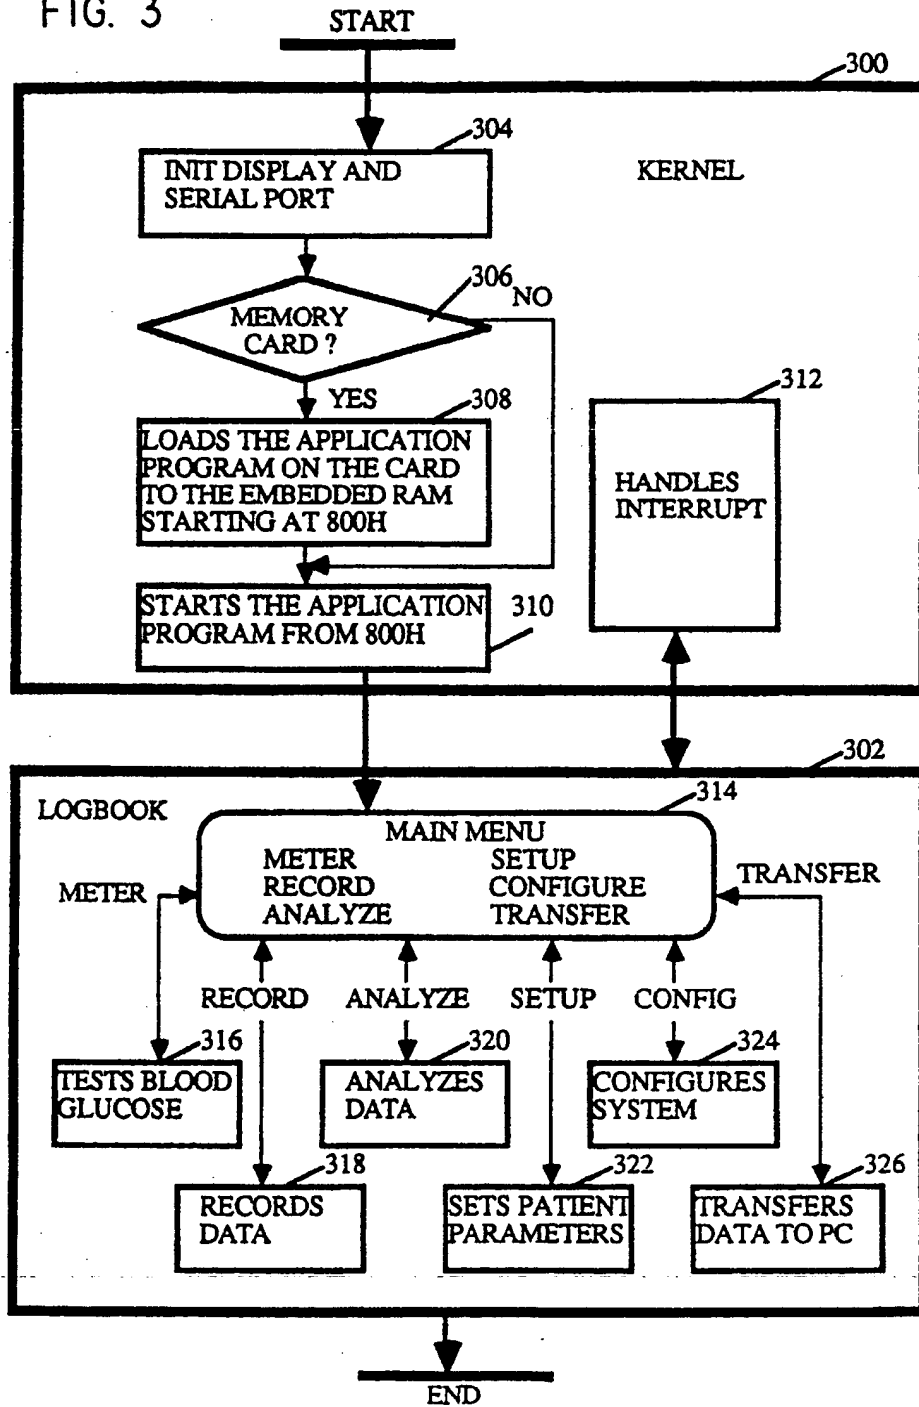 FIG. 3
START
300
304
INIT DISPLAY AND
SERIAL PORT
KERNEL
306
NO
MEMORY
CARD ?
YES
308
312
LOADS THE APPLICATION
PROGRAM ON THE CARD
TO THE EMBEDDED RAM
STARTING AT 800H
HANDLES
INTERRUPT
STARTS THE APPLICATION
PROGRAM FROM 800H
310
302
LOGBOOK
314
MAIN MENU
METER SETUP
RECORD CONFIGURE
ANALYZE TRANSFER
METER
TRANSFER
RECORD ANALYZE SETUP CONFIG
316
320
324
TESTS BLOOD
GLUCOSE
ANALYZES
DATA
CONFIGURES
SYSTEM
318
322
326
RECORDS
DATA
SETS PATIENT
PARAMETERS
TRANSFERS
DATA TO PC
END